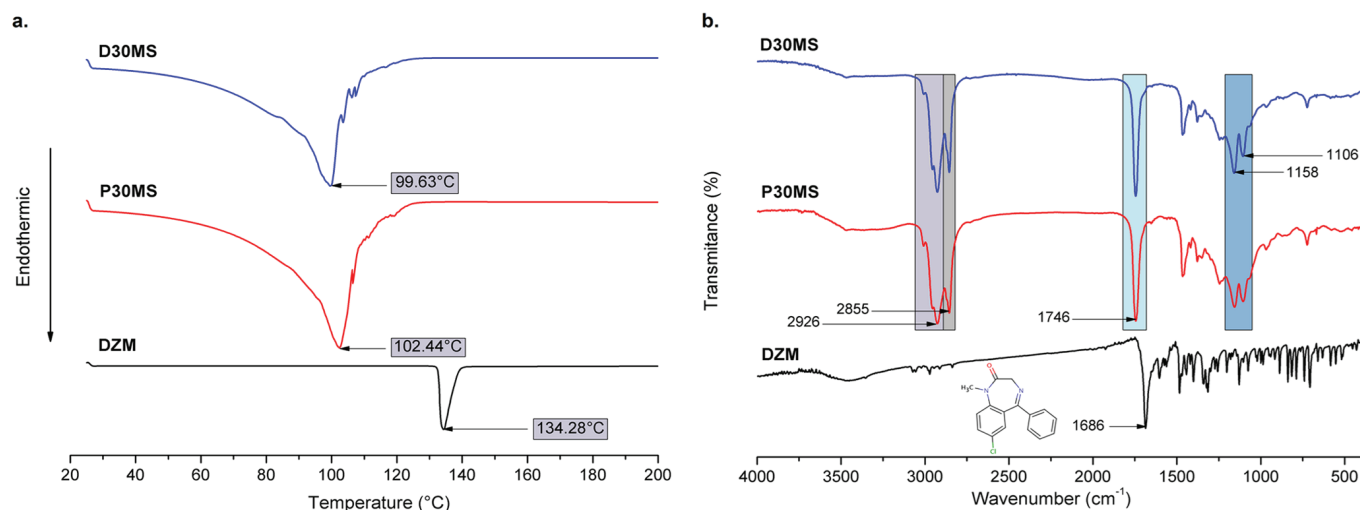 a.
D30MS
99.63°C
P30MS
102.44°C
DZM
134.28°C
Endothermic
20 40 60 80 100 120 140 160 180 200
Temperature (°C)
b.
D30MS
1106
1158
P30MS
2855
2926
1746
DZM
O
H₃C
N
N
Cl
1686
Transmitance (%)
4000 3500 3000 2500 2000 1500 1000 500
Wavenumber (cm⁻¹)